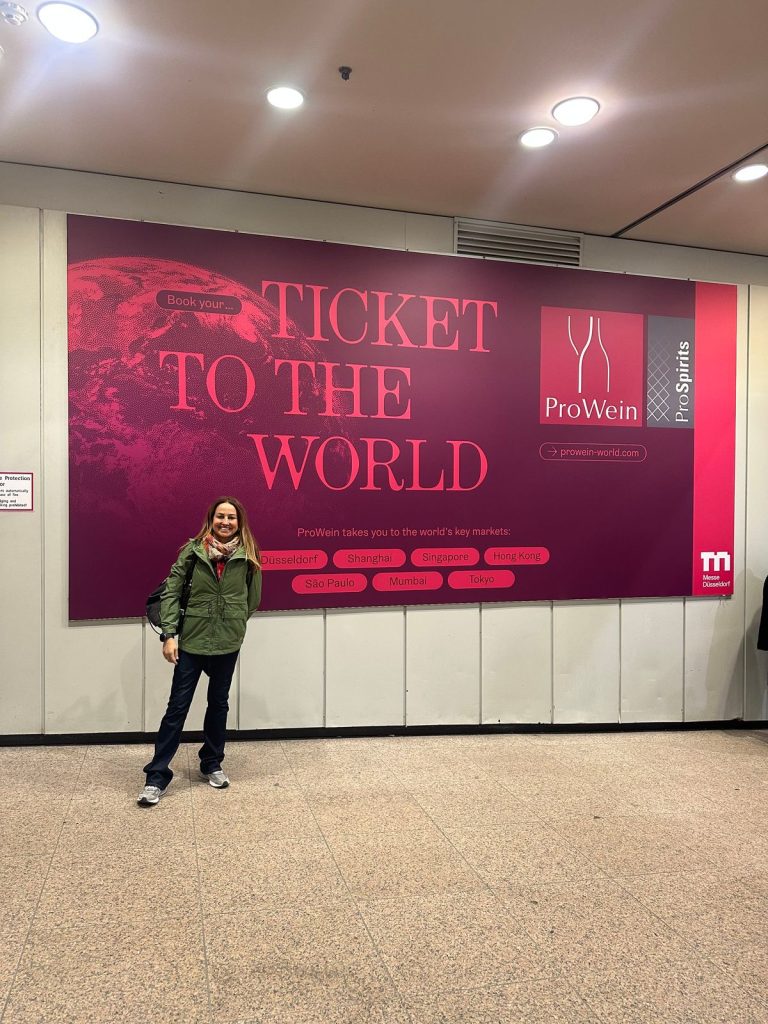 Book your...
TICKET
TO THE
WORLD
ProWein
ProSpirits
→ prowein-world.com
ProWein takes you to the world's key markets:
Düsseldorf Shanghai Singapore Hong Kong
São Paulo Mumbai Tokyo
Messe
Düsseldorf
Protection